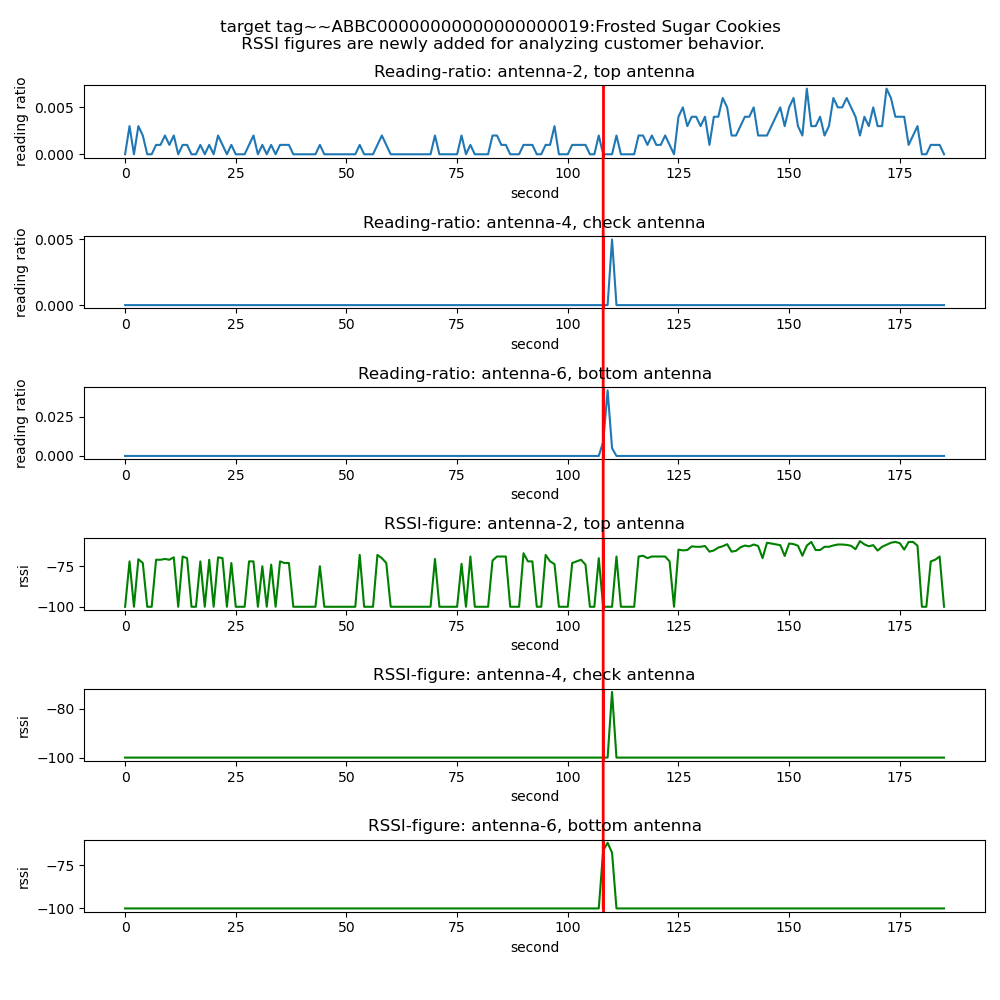 target tag~~ABBC00000000000000000019:Frosted Sugar Cookies
RSSI figures are newly added for analyzing customer behavior.
Reading-ratio: antenna-2, top antenna
reading ratio
0.005
0.000
0 25 50 75 100 125 150 175
second
Reading-ratio: antenna-4, check antenna
reading ratio
0.005
0.000
0 25 50 75 100 125 150 175
second
Reading-ratio: antenna-6, bottom antenna
reading ratio
0.025
0.000
0 25 50 75 100 125 150 175
second
RSSI-figure: antenna-2, top antenna
rssi
−75
−100
0 25 50 75 100 125 150 175
second
RSSI-figure: antenna-4, check antenna
rssi
−80
−100
0 25 50 75 100 125 150 175
second
RSSI-figure: antenna-6, bottom antenna
rssi
−75
−100
0 25 50 75 100 125 150 175
second